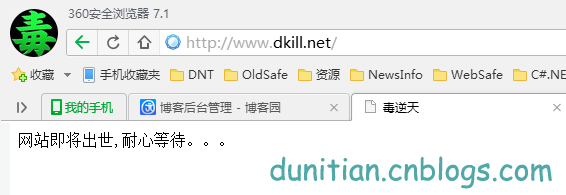 毒
360安全浏览器 7.1
http://www.dkill.net/
收藏 手机收藏夹 DNT OldSafe 资源 NewsInfo WebSafe C#.NE
我的手机 博客后台管理 - 博客园 毒逆天
网站即将出世,耐心等待。。。
dunitian.cnblogs.com